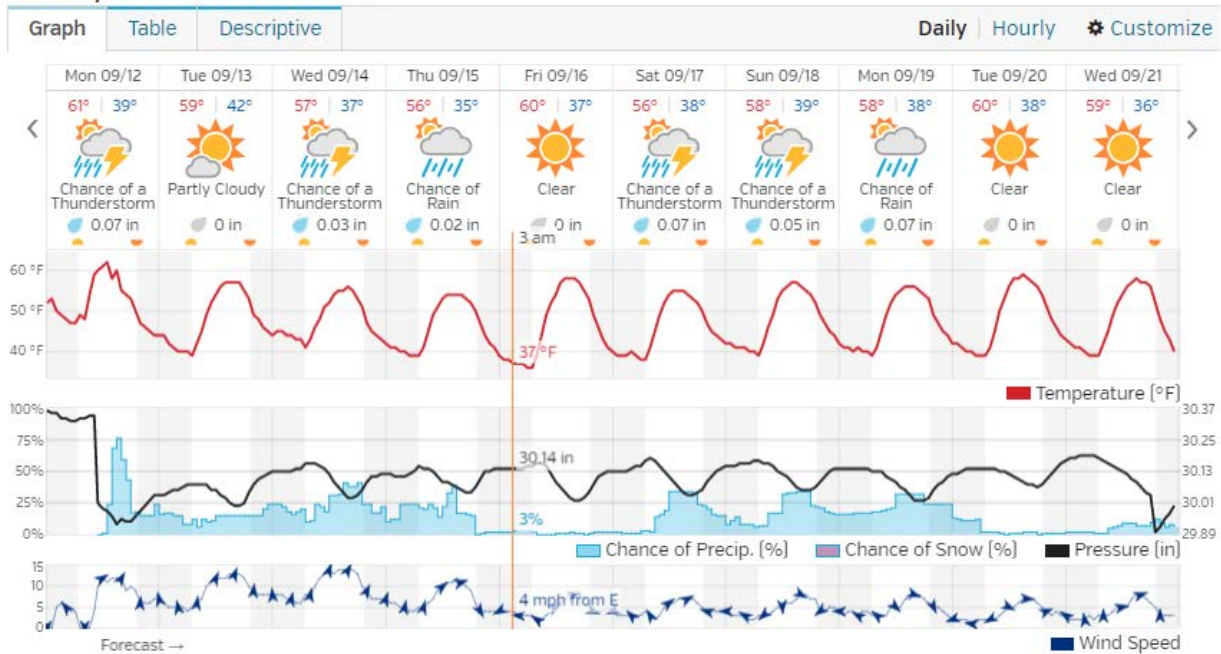 Graph Table Descriptive Daily Hourly Customize
Mon 09/12 Tue 09/13 Wed 09/14 Thu 09/15 Fri 09/16 Sat 09/17 Sun 09/18 Mon 09/19 Tue 09/20 Wed 09/21
61° 39° 59° 42° 57° 37° 56° 35° 60° 37° 56° 38° 58° 39° 58° 38° 60° 38° 59° 36°
Chance of a Partly Cloudy Chance of a Chance of Clear Chance of a Chance of a Chance of Clear Clear
Thunderstorm Thunderstorm Rain Thunderstorm Thunderstorm Rain
0.07 in 0 in 0.03 in 0.02 in 0 in 0.07 in 0.05 in 0.07 in 0 in 0 in
3 am
60 °F
50 °F
40 °F
37 °F
Temperature (°F)
100% 30.37
75% 30.25
30.14 in
50% 30.13
25% 30.01
3%
0% 29.89
Chance of Precip. (%) Chance of Snow (%) Pressure (in)
15
10
5 4 mph from E
0
Forecast → Wind Speed